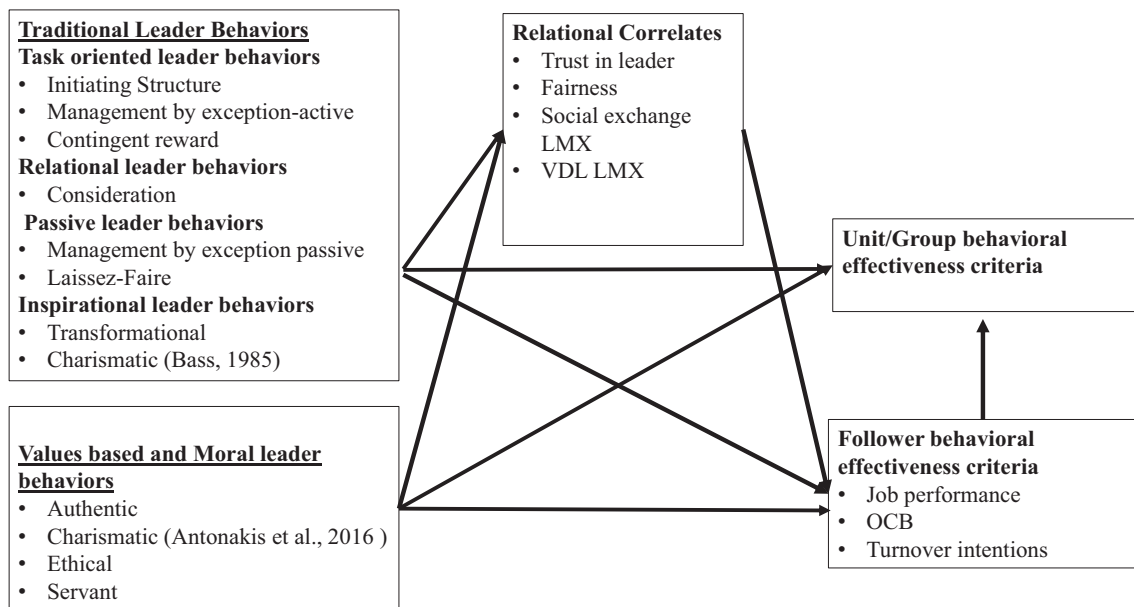 Traditional Leader Behaviors
Task oriented leader behaviors
• Initiating Structure
• Management by exception-active
• Contingent reward
Relational leader behaviors
• Consideration
Passive leader behaviors
• Management by exception passive
• Laissez-Faire
Inspirational leader behaviors
• Transformational
• Charismatic (Bass, 1985)
Relational Correlates
• Trust in leader
• Fairness
• Social exchange
LMX
• VDL LMX
Unit/Group behavioral
effectiveness criteria
Values based and Moral leader
behaviors
• Authentic
• Charismatic (Antonakis et al., 2016 )
• Ethical
• Servant
Follower behavioral
effectiveness criteria
• Job performance
• OCB
• Turnover intentions